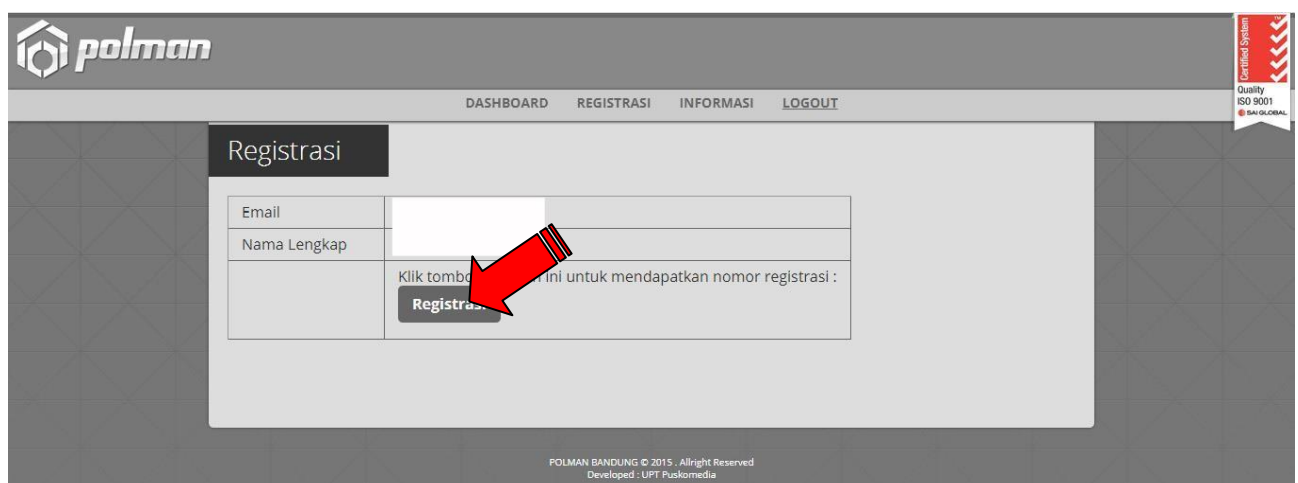 polman
Certified System
Quality
ISO 9001
SAI GLOBAL
DASHBOARD REGISTRASI INFORMASI LOGOUT
Registrasi
Email
Nama Lengkap
Klik ini untuk mendapatkan nomor registrasi :
Registrasi
POLMAN BANDUNG © 2015 . Allright Reserved
Developed : UPT Puskomedia